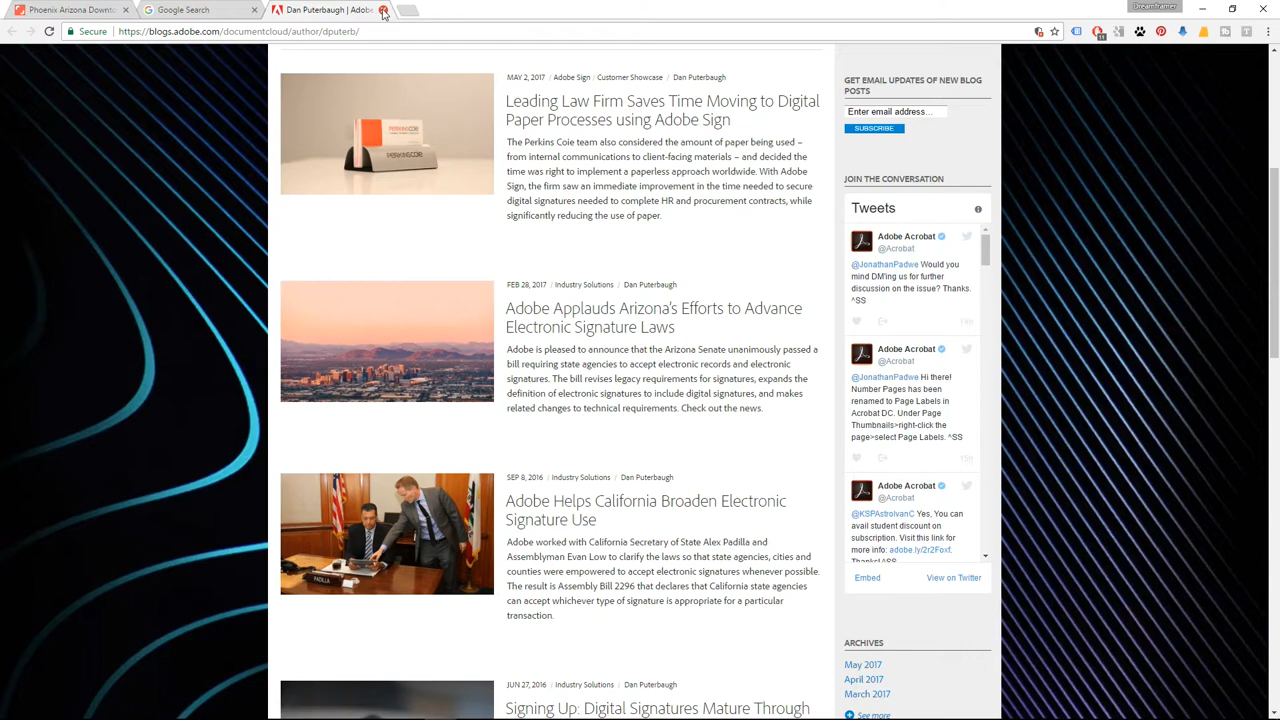 Phoenix Arizona Downto
Google Search
Dan Puterbaugh | Adobe
Dreamframer
Secure
https://blogs.adobe.com/documentcloud/author/dputerb/
11
T
MAY 2, 2017 / Adobe Sign / Customer Showcase / Dan Puterbaugh
Leading Law Firm Saves Time Moving to Digital
Paper Processes using Adobe Sign
The Perkins Coie team also considered the amount of paper being used –
from internal communications to client-facing materials – and decided the
time was right to implement a paperless approach worldwide. With Adobe
Sign, the firm saw an immediate improvement in the time needed to secure
digital signatures needed to complete HR and procurement contracts, while
significantly reducing the use of paper.
PERKINSCOIE
PERKINSCOIE
FEB 28, 2017 / Industry Solutions / Dan Puterbaugh
Adobe Applauds Arizona's Efforts to Advance
Electronic Signature Laws
Adobe is pleased to announce that the Arizona Senate unanimously passed a
bill requiring state agencies to accept electronic records and electronic
signatures. The bill revises legacy requirements for signatures, expands the
definition of electronic signatures to include digital signatures, and makes
related changes to technical requirements. Check out the news.
SEP 8, 2016 / Industry Solutions / Dan Puterbaugh
Adobe Helps California Broaden Electronic
Signature Use
Adobe worked with California Secretary of State Alex Padilla and
Assemblyman Evan Low to clarify the laws so that state agencies, cities and
counties were empowered to accept electronic signatures whenever possible.
The result is Assembly Bill 2296 that declares that California state agencies
can accept whichever type of signature is appropriate for a particular
transaction.
PADILLA
JUN 27, 2016 / Industry Solutions / Dan Puterbaugh
Signing Up: Digital Signatures Mature Through
GET EMAIL UPDATES OF NEW BLOG
POSTS
Enter email address...
SUBSCRIBE
JOIN THE CONVERSATION
Tweets
Adobe Acrobat
@Acrobat
@JonathanPadwe Would you
mind DM'ing us for further
discussion on the issue? Thanks.
^SS
14h
Adobe Acrobat
@Acrobat
@JonathanPadwe Hi there!
Number Pages has been
renamed to Page Labels in
Acrobat DC. Under Page
Thumbnails>right-click the
page>select Page Labels. ^SS
15h
Adobe Acrobat
@Acrobat
@KSPAstroIvanC Yes, You can
avail student discount on
subscription. Visit this link for
more info: adobe.ly/2r2Foxf.
Thanks! ^SS
Embed
View on Twitter
ARCHIVES
May 2017
April 2017
March 2017
See more